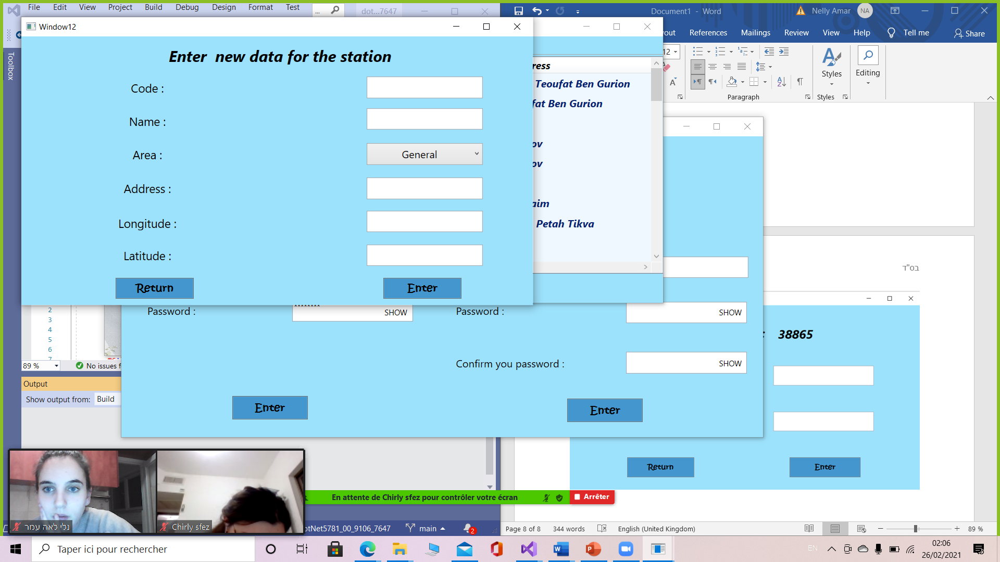 File Edit View Project Build Debug Design Format Test ... dot...7647
Document1 - Word Nelly Amar NA
Window12
out References Mailings Review View Help Tell me Share
Toolbox
Enter new data for the station
Code :
Name :
Area : General
Address :
Longitude :
Latitude :
Return Enter
ress
Teoufat Ben Gurion
fat Ben Gurion
ov
ov
aim
Petah Tikva
12
Styles Editing
Paragraph Styles
בס"ד
Password : SHOW Password : SHOW
Confirm you password : SHOW
Enter Enter
: 38865
Return Enter
2
3
4
5
6
7
89 % No issues f
Output
Show output from: Build
נלי לאה עמר
Chirly sfez
En attente de Chirly sfez pour contrôler votre écran
Arrêter
otNet5781_00_9106_7647 main 2
Page 8 of 8 344 words English (United Kingdom) 89 %
Taper ici pour rechercher
EN
02:06
26/02/2021